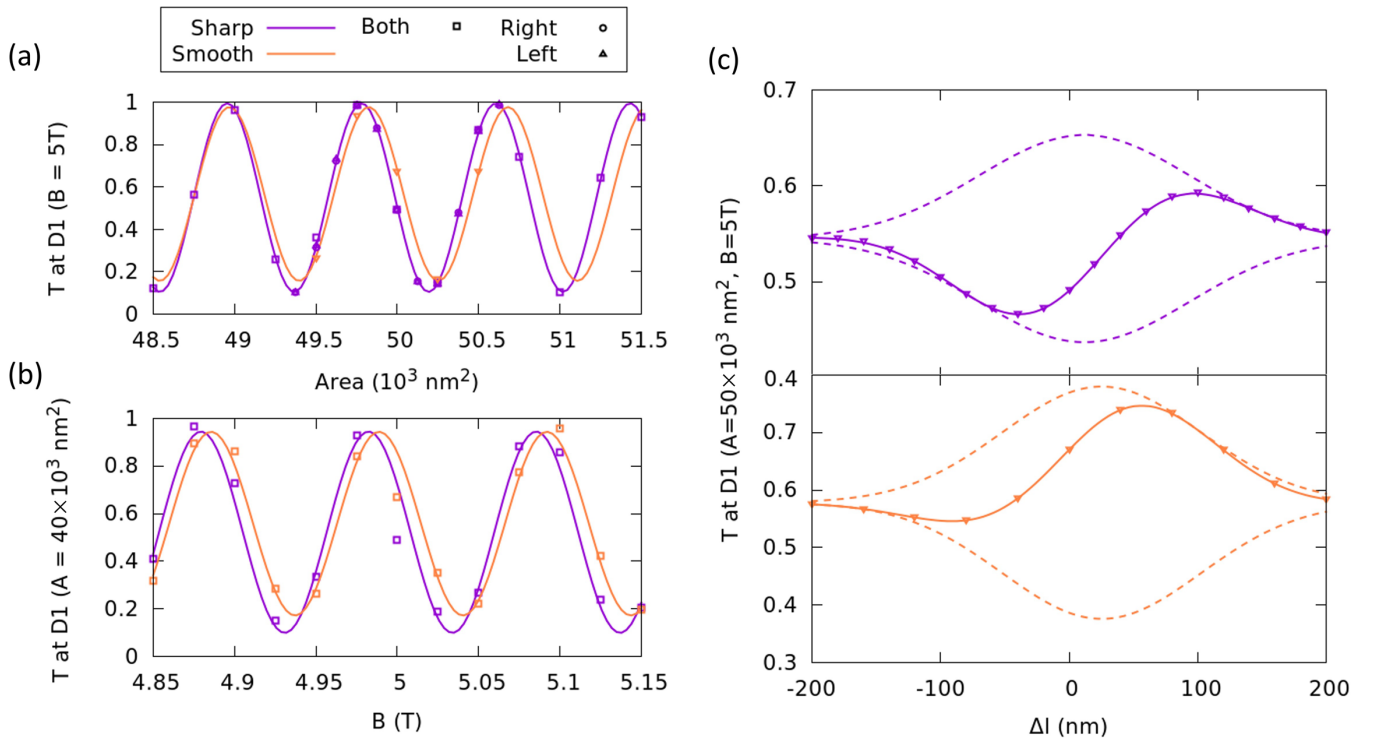 (a)
Sharp Both Right
Smooth Left
T at D1 (B = 5T)
1
0.8
0.6
0.4
0.2
0
48.5 49 49.5 50 50.5 51 51.5
Area (10³ nm²)
(b)
T at D1 (A = 40×10³ nm²)
1
0.8
0.6
0.4
0.2
0
4.85 4.9 4.95 5 5.05 5.1 5.15
B (T)
(c)
T at D1 (A=50×10³ nm², B=5T)
0.7
0.6
0.5
0.4
0.7
0.6
0.5
0.4
0.3
-200 -100 0 100 200
Δl (nm)